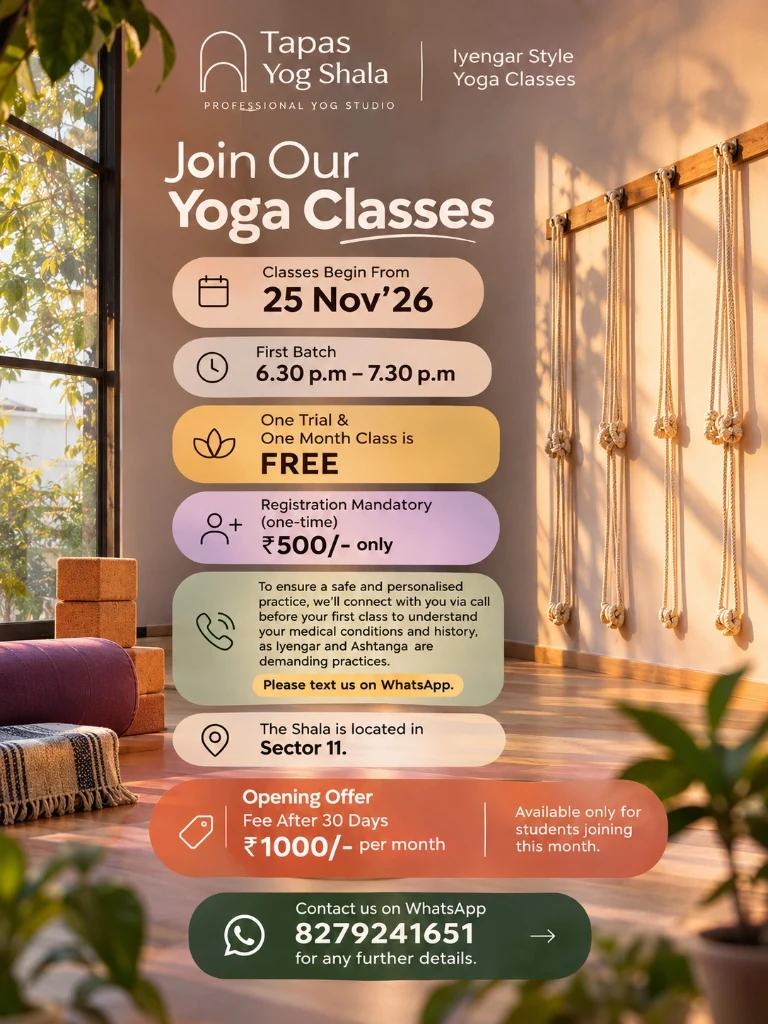 Tapas
Yog Shala
PROFESSIONAL YOG STUDIO
Iyengar Style
Yoga Classes
Join Our
Yoga Classes
Classes Begin From
25 Nov'26
First Batch
6.30 p.m – 7.30 p.m
One Trial &
One Month Class is
FREE
Registration Mandatory
(one-time)
₹500/- only
To ensure a safe and personalised
practice, we'll connect with you via call
before your first class to understand
your medical conditions and history,
as Iyengar and Ashtanga are
demanding practices.
Please text us on WhatsApp.
The Shala is located in
Sector 11.
Opening Offer
Fee After 30 Days
₹1000/- per month
Available only for
students joining
this month.
Contact us on WhatsApp
8279241651
for any further details.